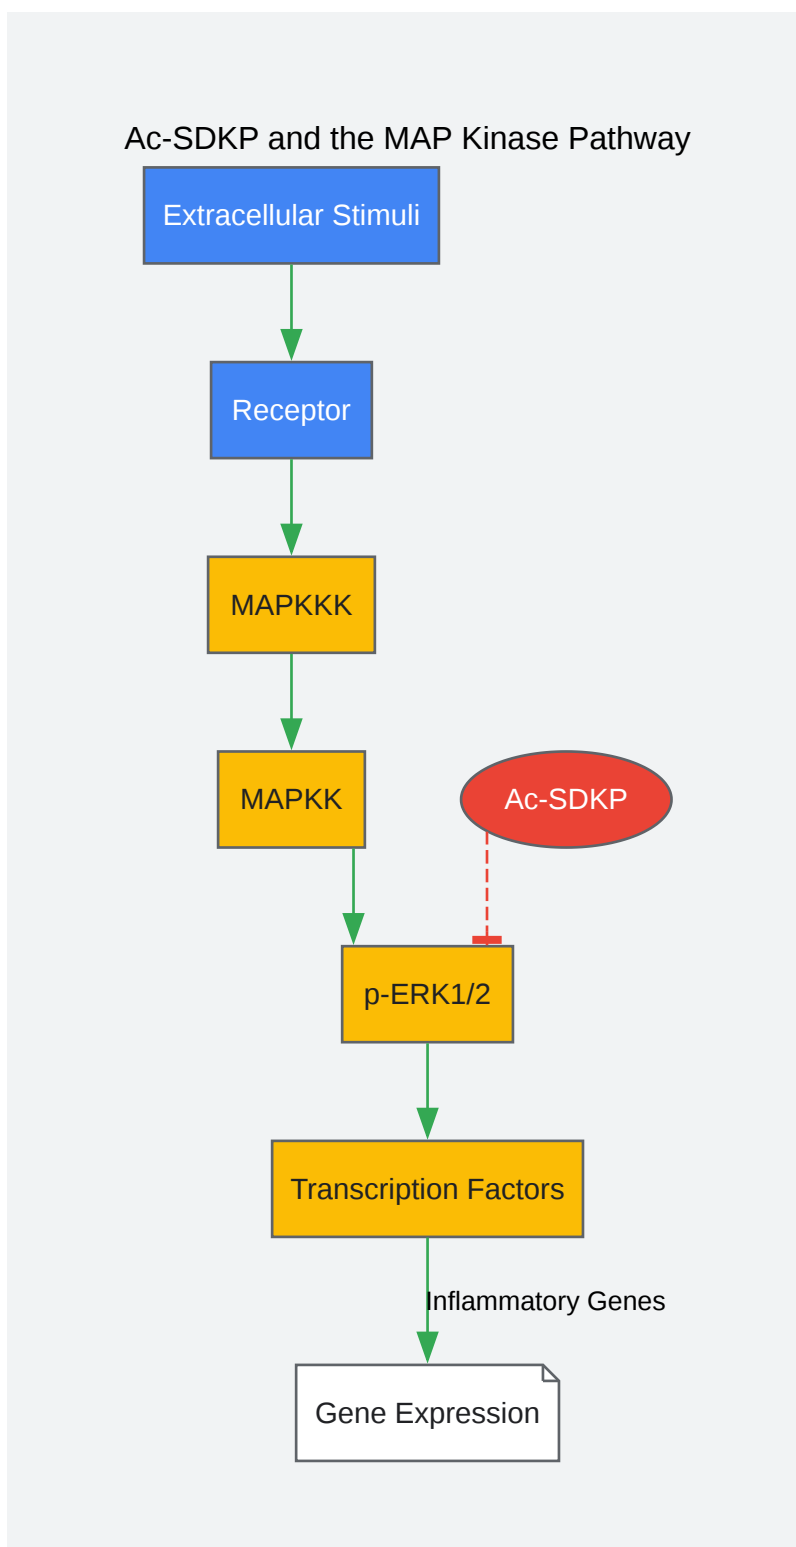 Ac-SDKP and the MAP Kinase Pathway
Extracellular Stimuli
Receptor
MAPKKK
MAPKK
Ac-SDKP
p-ERK1/2
Transcription Factors
Inflammatory Genes
Gene Expression